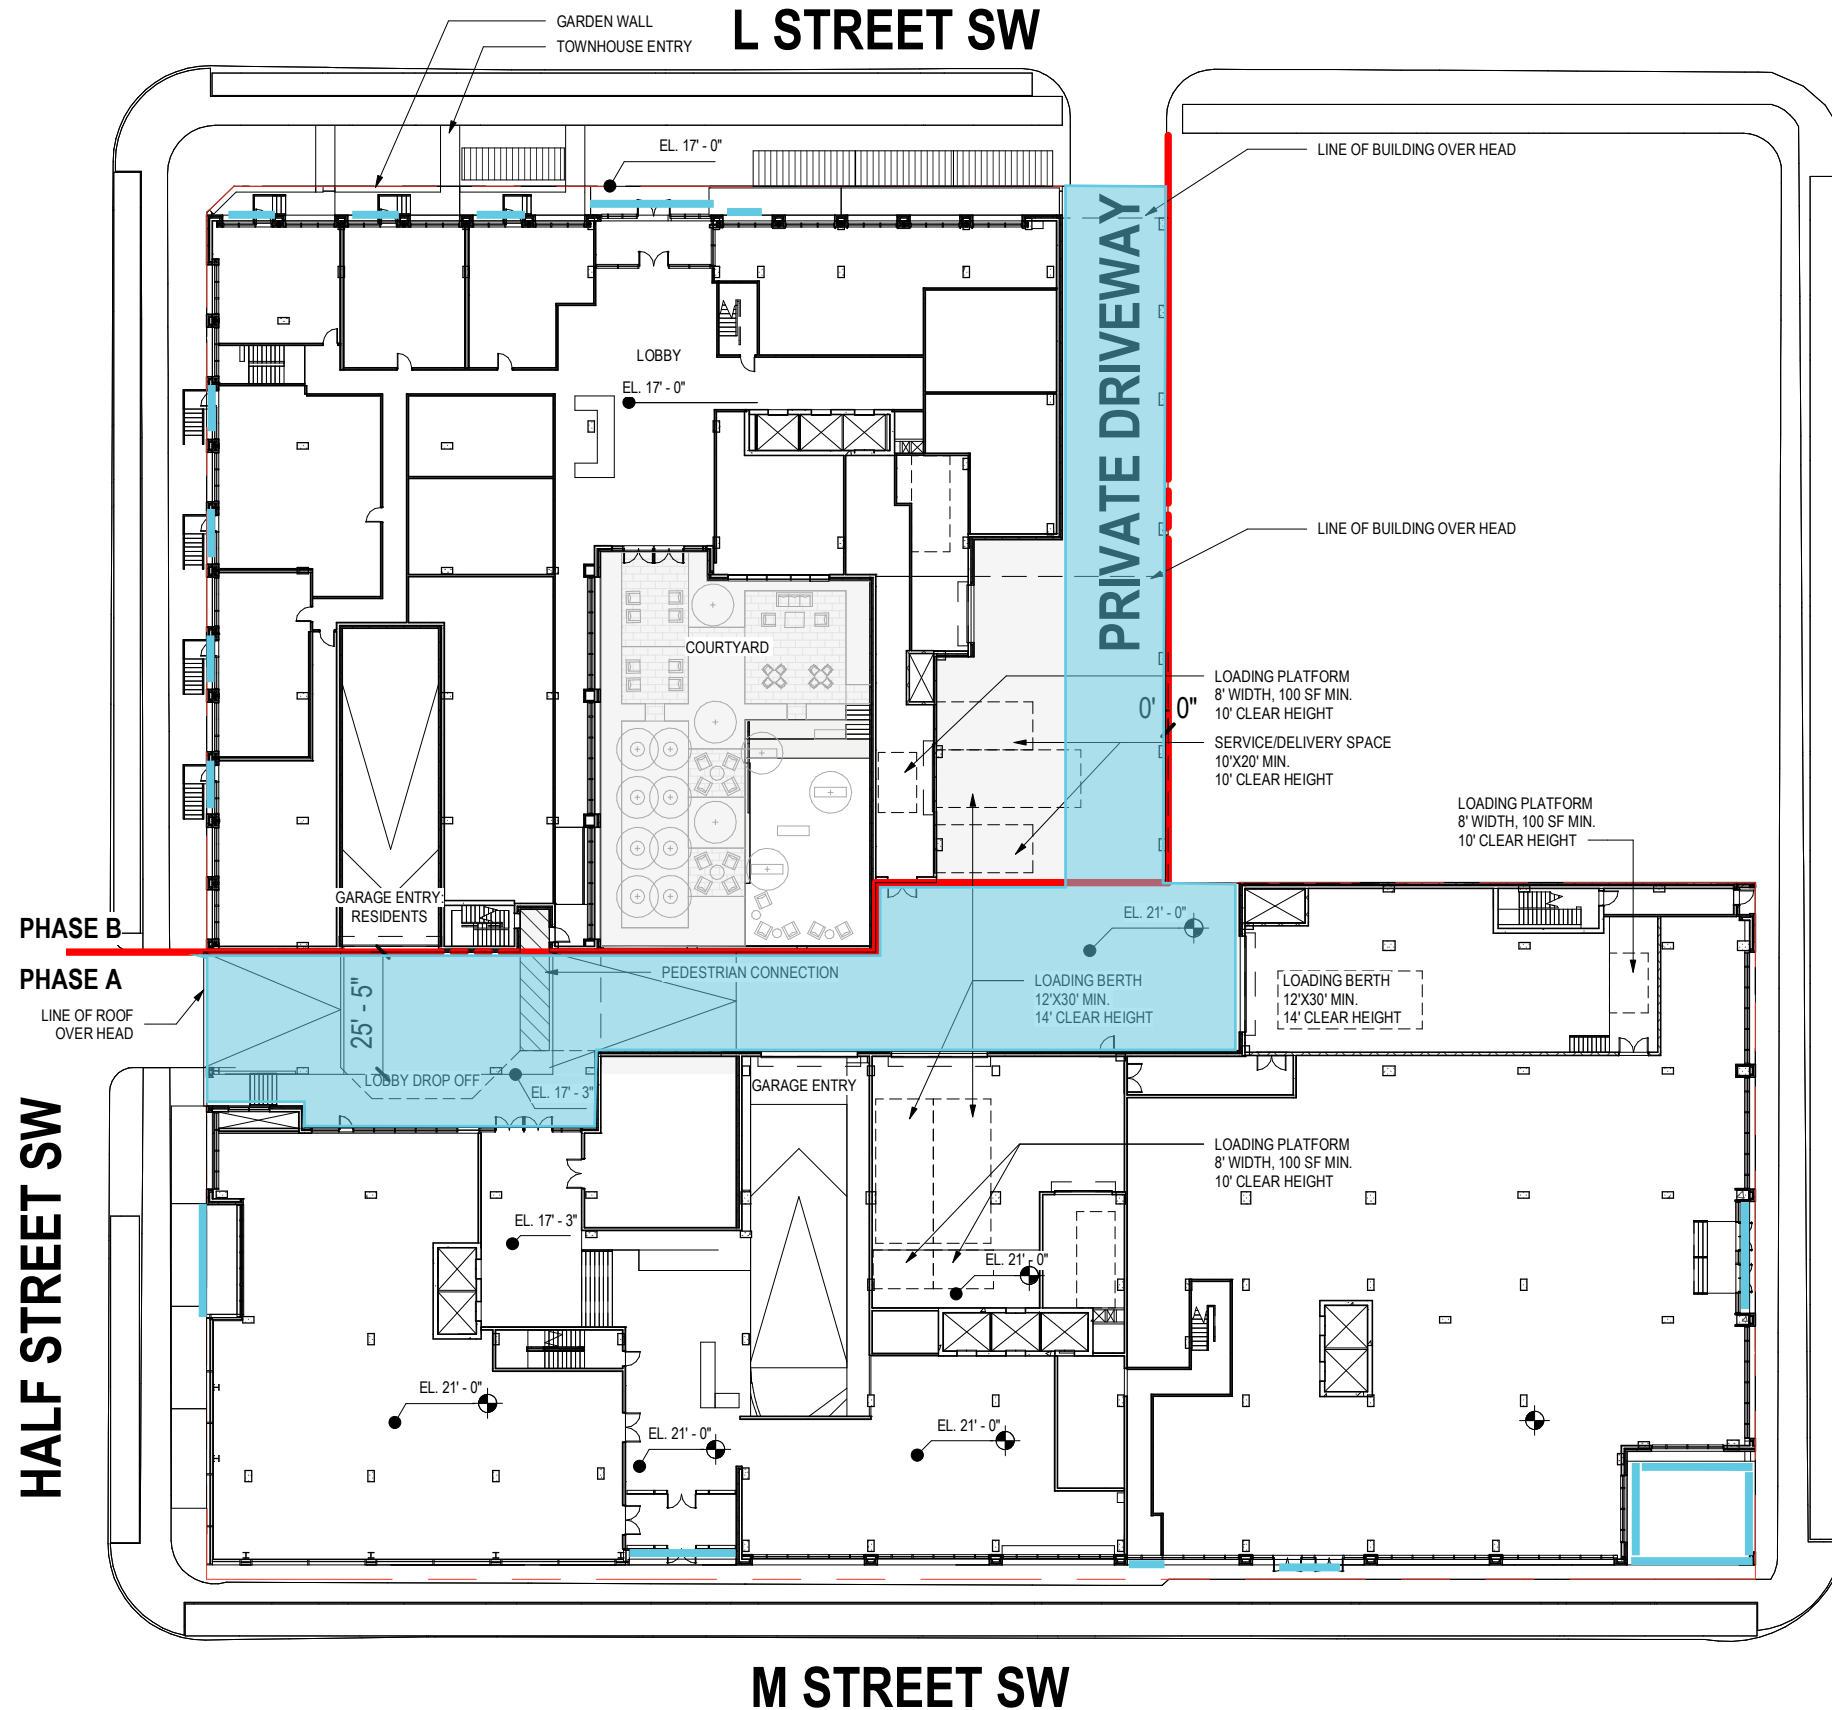 GARDEN WALL
TOWNHOUSE ENTRY
L STREET SW
EL. 17' - 0"
LINE OF BUILDING OVER HEAD
PRIVATE DRIVEWAY
LOBBY
EL. 17' - 0"
LINE OF BUILDING OVER HEAD
COURTYARD
LOADING PLATFORM
8' WIDTH, 100 SF MIN.
10' CLEAR HEIGHT
0' - 0"
SERVICE/DELIVERY SPACE
10'X20' MIN.
10' CLEAR HEIGHT
LOADING PLATFORM
8' WIDTH, 100 SF MIN.
10' CLEAR HEIGHT
GARAGE ENTRY:
RESIDENTS
PHASE B
EL. 21' - 0"
PHASE A
PEDESTRIAN CONNECTION
LINE OF ROOF
OVER HEAD
25' - 5"
LOADING BERTH
12'X30' MIN.
14' CLEAR HEIGHT
LOADING BERTH
12'X30' MIN.
14' CLEAR HEIGHT
LOBBY DROP OFF
EL. 17' - 3"
GARAGE ENTRY
HALF STREET SW
LOADING PLATFORM
8' WIDTH, 100 SF MIN.
10' CLEAR HEIGHT
EL. 17' - 3"
EL. 21' - 0"
EL. 21' - 0"
EL. 21' - 0"
EL. 21' - 0"
M STREET SW